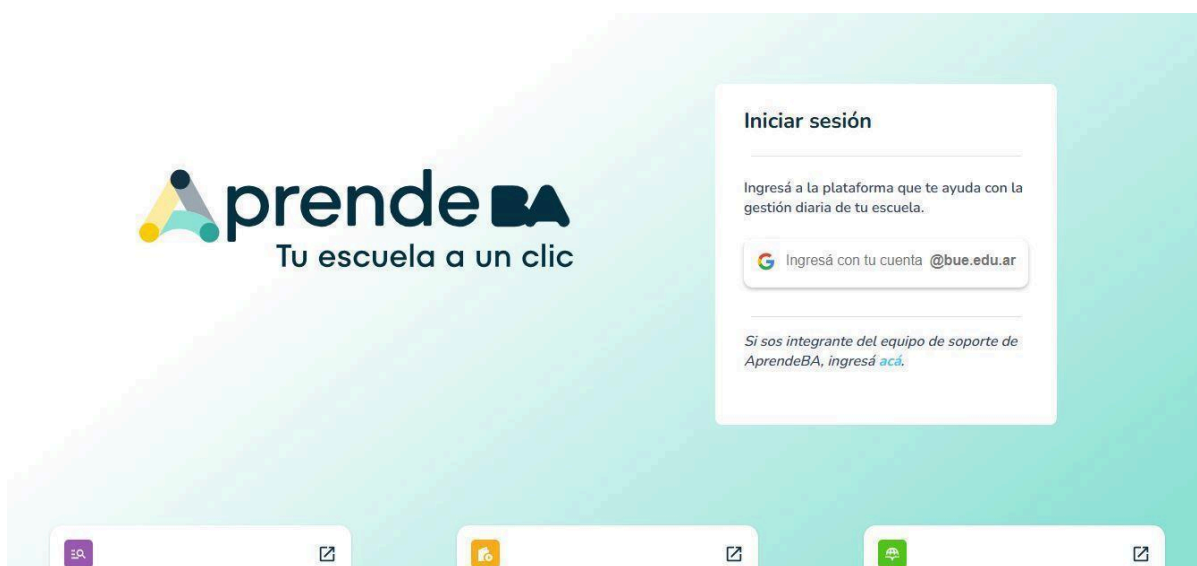 Iniciar sesión
Ingresá a la plataforma que te ayuda con la
gestión diaria de tu escuela.
AprendeBA
Tu escuela a un clic
Ingresá con tu cuenta @bue.edu.ar
Si sos integrante del equipo de soporte de
AprendeBA, ingresá acá.